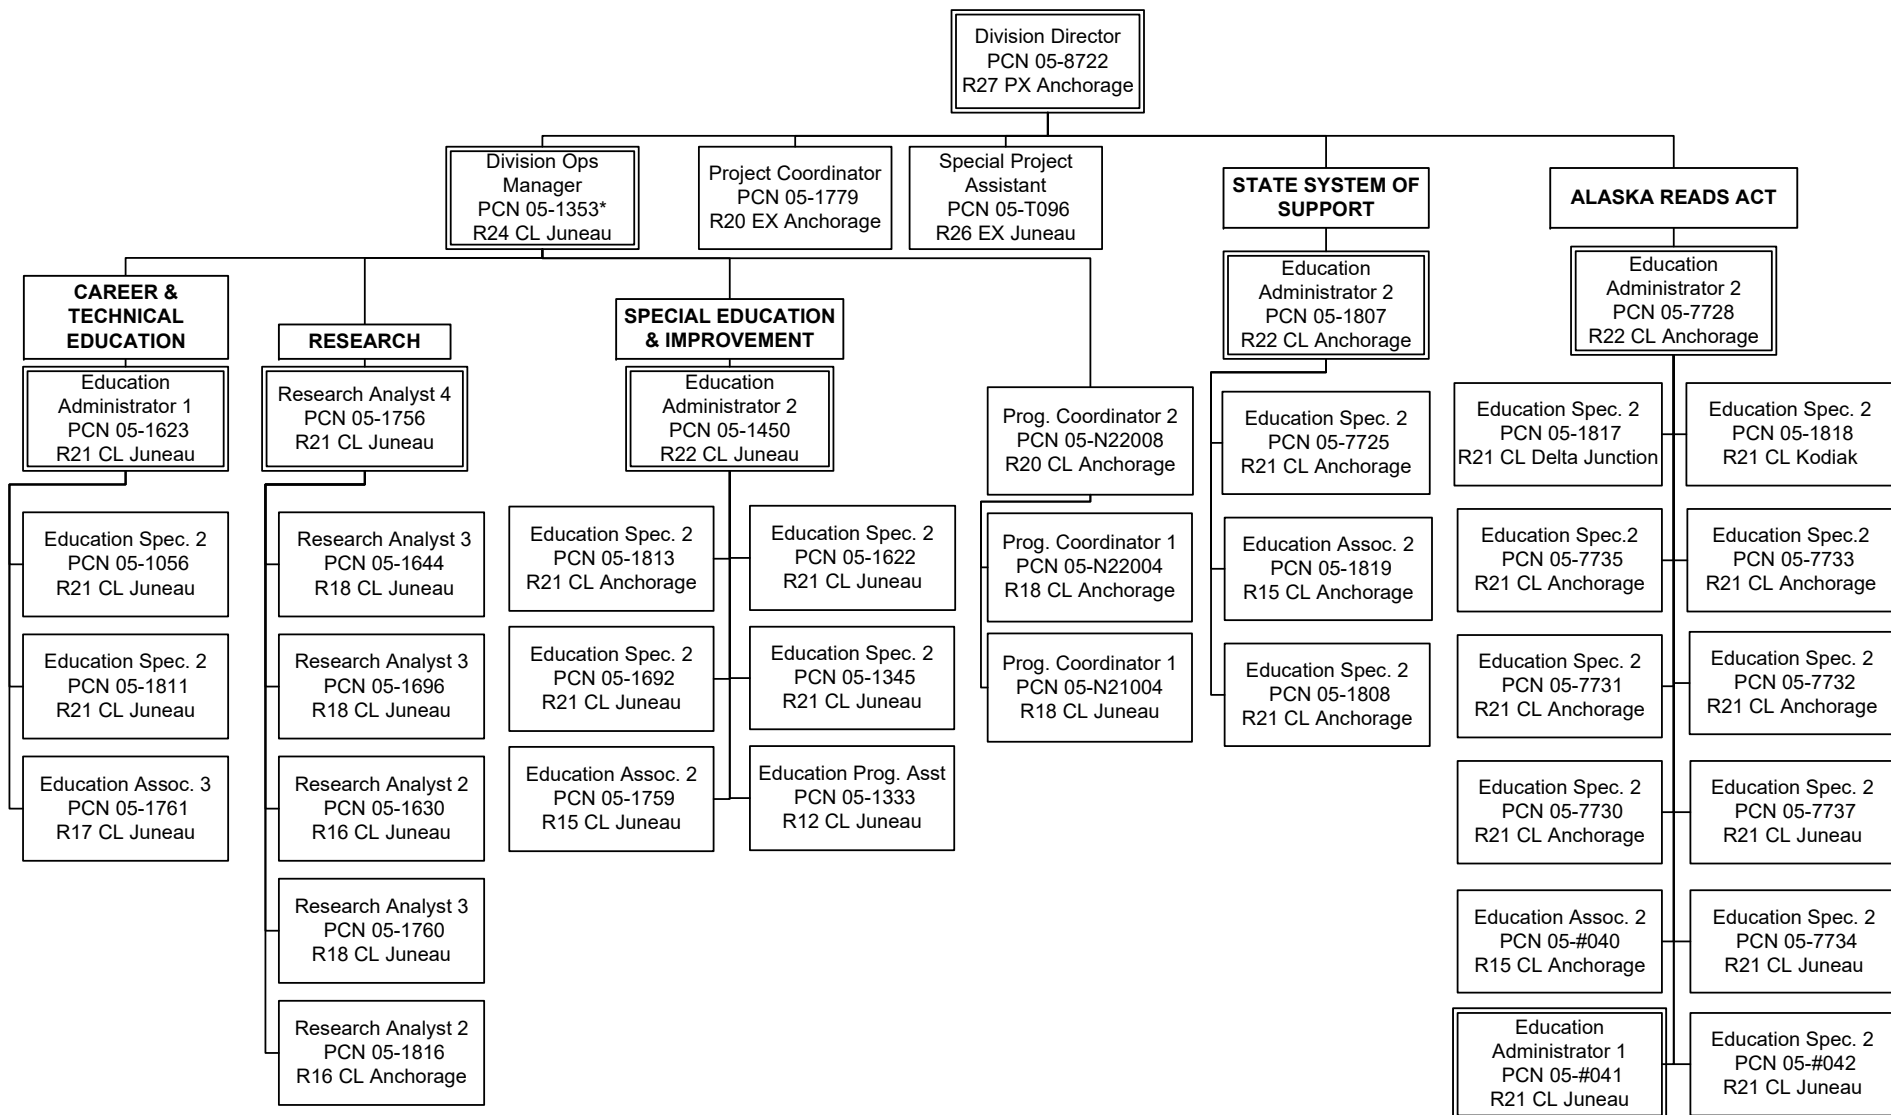 Division Director
PCN 05-8722
R27 PX Anchorage
Division Ops
Manager
PCN 05-1353*
R24 CL Juneau
Project Coordinator
PCN 05-1779
R20 EX Anchorage
Special Project
Assistant
PCN 05-T096
R26 EX Juneau
STATE SYSTEM OF
SUPPORT
ALASKA READS ACT
CAREER &
TECHNICAL
EDUCATION
RESEARCH
SPECIAL EDUCATION
& IMPROVEMENT
Education
Administrator 2
PCN 05-1807
R22 CL Anchorage
Education
Administrator 2
PCN 05-7728
R22 CL Anchorage
Education
Administrator 1
PCN 05-1623
R21 CL Juneau
Research Analyst 4
PCN 05-1756
R21 CL Juneau
Education
Administrator 2
PCN 05-1450
R22 CL Juneau
Prog. Coordinator 2
PCN 05-N22008
R20 CL Anchorage
Education Spec. 2
PCN 05-7725
R21 CL Anchorage
Education Spec. 2
PCN 05-1817
R21 CL Delta Junction
Education Spec. 2
PCN 05-1818
R21 CL Kodiak
Education Spec. 2
PCN 05-1056
R21 CL Juneau
Research Analyst 3
PCN 05-1644
R18 CL Juneau
Education Spec. 2
PCN 05-1813
R21 CL Anchorage
Education Spec. 2
PCN 05-1622
R21 CL Juneau
Prog. Coordinator 1
PCN 05-N22004
R18 CL Anchorage
Education Assoc. 2
PCN 05-1819
R15 CL Anchorage
Education Spec.2
PCN 05-7735
R21 CL Anchorage
Education Spec.2
PCN 05-7733
R21 CL Anchorage
Education Spec. 2
PCN 05-1811
R21 CL Juneau
Research Analyst 3
PCN 05-1696
R18 CL Juneau
Education Spec. 2
PCN 05-1692
R21 CL Juneau
Education Spec. 2
PCN 05-1345
R21 CL Juneau
Prog. Coordinator 1
PCN 05-N21004
R18 CL Juneau
Education Spec. 2
PCN 05-1808
R21 CL Anchorage
Education Spec. 2
PCN 05-7731
R21 CL Anchorage
Education Spec. 2
PCN 05-7732
R21 CL Anchorage
Education Assoc. 3
PCN 05-1761
R17 CL Juneau
Research Analyst 2
PCN 05-1630
R16 CL Juneau
Education Assoc. 2
PCN 05-1759
R15 CL Juneau
Education Prog. Asst
PCN 05-1333
R12 CL Juneau
Education Spec. 2
PCN 05-7730
R21 CL Anchorage
Education Spec. 2
PCN 05-7737
R21 CL Juneau
Research Analyst 3
PCN 05-1760
R18 CL Juneau
Education Assoc. 2
PCN 05-#040
R15 CL Anchorage
Education Spec. 2
PCN 05-7734
R21 CL Juneau
Research Analyst 2
PCN 05-1816
R16 CL Anchorage
Education
Administrator 1
PCN 05-#041
R21 CL Juneau
Education Spec. 2
PCN 05-#042
R21 CL Juneau